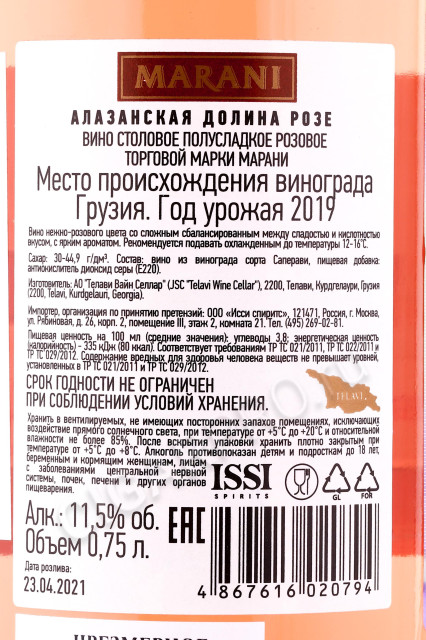 MARANI
АЛАЗАНСКАЯ ДОЛИНА РОЗЕ
ВИНО СТОЛОВОЕ ПОЛУСЛАДКОЕ РОЗОВОЕ
ТОРГОВОЙ МАРКИ МАРАНИ
Место происхождения винограда
Грузия. Год урожая 2019
Вино нежно-розового цвета со сложным сбалансированным между сладостью и кислотностью
вкусом, с ярким ароматом. Рекомендуется подавать охлажденным до температуры 12-16°С.
Сахар: 30-44,9 г/дм³. Состав: вино из винограда сорта Саперави, пищевая добавка:
антиокислитель диоксид серы (Е220).
Изготовитель: АО "Телави Вайн Селлар" (JSC "Telavi Wine Cellar"), 2200, Телави, Курдгелаури, Грузия
(2200, Telavi, Kurdgelauri, Georgia).
Импортер, организация по принятию претензий: ООО «Исси спиритс», 121471, Россия, г. Москва,
ул. Рябиновая, д. 26, корп. 2, помещение III, этаж 2, комната 21. Тел. (495) 269-02-81.
Пищевая ценность на 100 мл (средние значения): углеводы 3,8; энергетическая ценность
(калорийность) - 335 кДж (80 ккал). Соответствует требованиям ТР ТС 021/2011, ТР ТС 022/2011 и
ТР ТС 029/2012. Содержание вредных для здоровья человека веществ не превышает уровней,
установленных в ТР ТС 021/2011 и ТР ТС 029/2012.
СРОК ГОДНОСТИ НЕ ОГРАНИЧЕН
ПРИ СОБЛЮДЕНИИ УСЛОВИЙ ХРАНЕНИЯ.
TELAVI
Хранить в вентилируемых, не имеющих посторонних запахов помещениях, исключающих
воздействие прямого солнечного света, при температуре от +5°С до +20°С и относительной
влажности не более 85%. После вскрытия упаковки хранить плотно закрытым при
температуре от +5°С до +8°С. Алкоголь противопоказан детям и подросткам до 18 лет,
беременным и кормящим женщинам, лицам
с заболеваниями центральной нервной
системы, почек, печени и других органов
пищеварения.
ISSI
SPIRITS
GL
FOR
Алк.: 11,5% об.
Объем 0,75 л.
EAC
Дата розлива:
23.04.2021
4 867616 020794